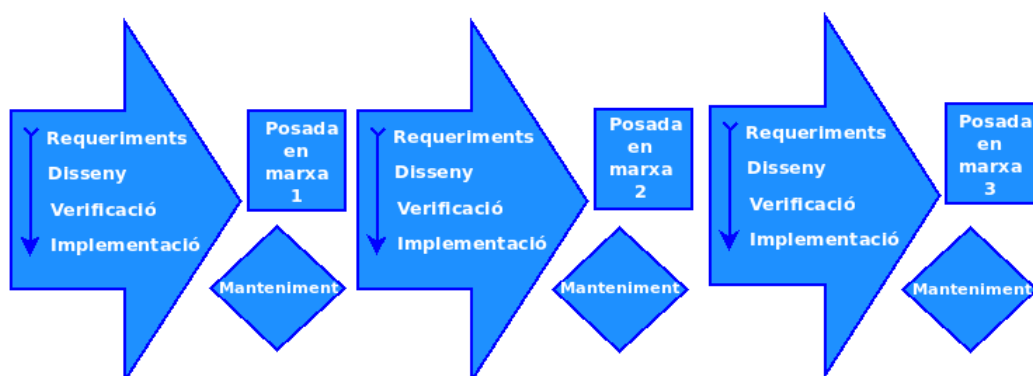 Requeriments
Disseny
Verificació
Implementació
Posada
en
marxa
1
Manteniment
Requeriments
Disseny
Verificació
Implementació
Posada
en
marxa
2
Manteniment
Requeriments
Disseny
Verificació
Implementació
Posada
en
marxa
3
Manteniment